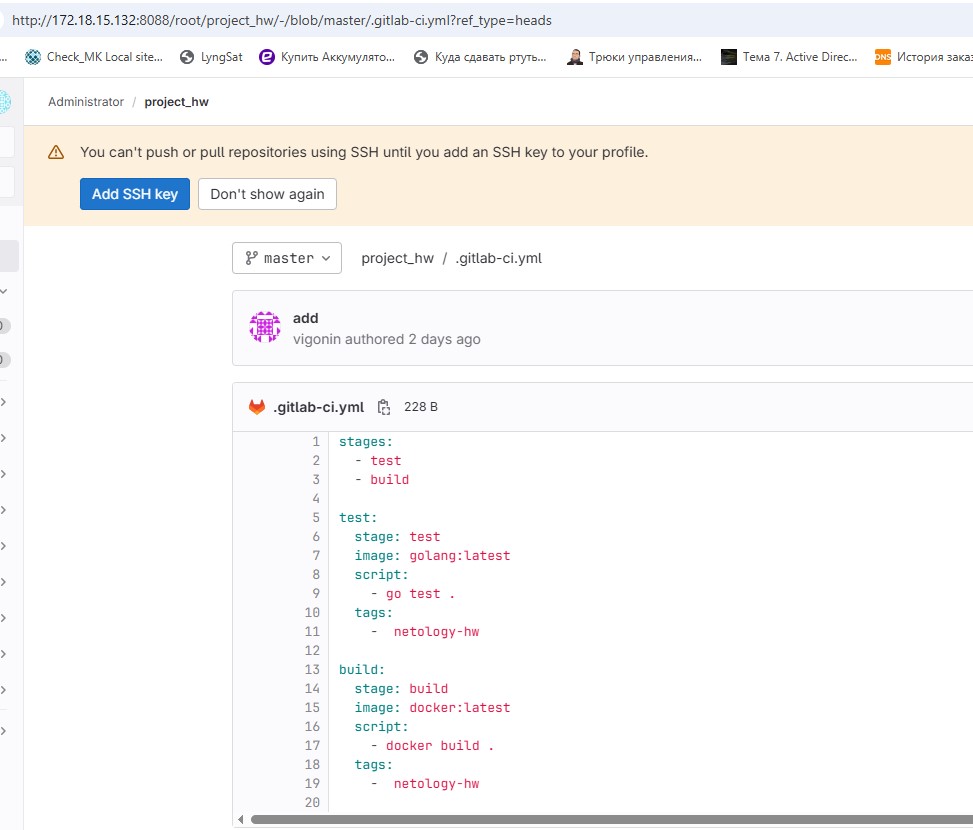 http://172.18.15.132:8088/root/project_hw/-/blob/master/.gitlab-ci.yml?ref_type=heads
... Check_MK Local site... LyngSat Купить Аккумулято... Куда сдавать ртуть... Трюки управления... Тема 7. Active Direc... DNS История заказ
Administrator / project_hw
You can't push or pull repositories using SSH until you add an SSH key to your profile.
Add SSH key Don't show again
master project_hw / .gitlab-ci.yml
add
vigonin authored 2 days ago
.gitlab-ci.yml 228 B
1 stages:
2   - test
3   - build
4
5 test:
6   stage: test
7   image: golang:latest
8   script:
9     - go test .
10   tags:
11     -  netology-hw
12
13 build:
14   stage: build
15   image: docker:latest
16   script:
17     - docker build .
18   tags:
19     -  netology-hw
20